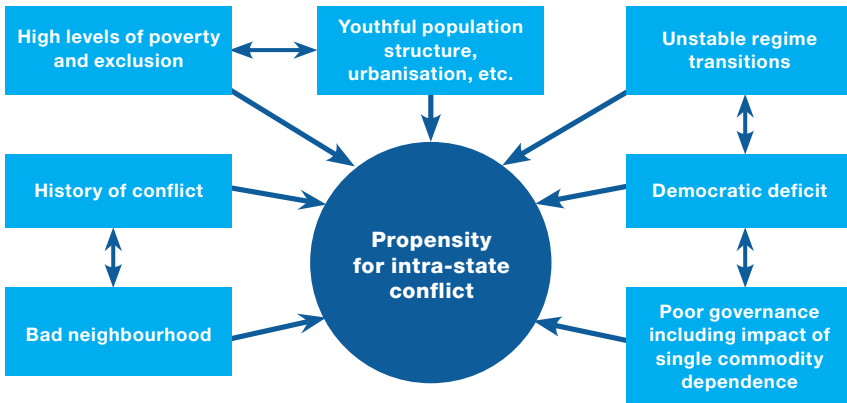 High levels of poverty
and exclusion
Youthful population
structure,
urbanisation, etc.
Unstable regime
transitions
History of conflict
Democratic deficit
Propensity
for intra-state
conflict
Bad neighbourhood
Poor governance
including impact of
single commodity
dependence